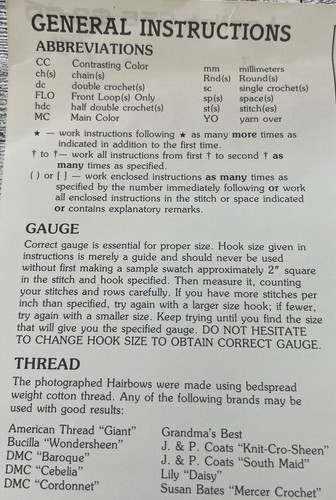 GENERAL INSTRUCTIONS
ABBREVIATIONS
CC Contrasting Color
ch(s) chain(s)
dc double crochet(s)
FLO Front Loop(s) Only
hdc half double crochet(s)
MC Main Color
mm millimeters
Rnd(s) Round(s)
sc single crochet(s)
sp(s) space(s)
st(s) stitch(es)
YO yarn over
★ — work instructions following ★ as many more times as
indicated in addition to the first time.
† to † — work all instructions from first † to second † as
many times as specified.
( ) or [ ] — work enclosed instructions as many times as
specified by the number immediately following or work
all enclosed instructions in the stitch or space indicated
or contains explanatory remarks.
GAUGE
Correct gauge is essential for proper size. Hook size given in
instructions is merely a guide and should never be used
without first making a sample swatch approximately 2" square
in the stitch and hook specified. Then measure it, counting
your stitches and rows carefully. If you have more stitches per
inch than specified, try again with a larger size hook; if fewer,
try again with a smaller size. Keep trying until you find the size
that will give you the specified gauge. DO NOT HESITATE
TO CHANGE HOOK SIZE TO OBTAIN CORRECT GAUGE.
THREAD
The photographed Hairbows were made using bedspread
weight cotton thread. Any of the following brands may be
used with good results:
American Thread "Giant"
Bucilla "Wondersheen"
DMC "Baroque"
DMC "Cebelia"
DMC "Cordonnet"
Grandma's Best
J. & P. Coats "Knit-Cro-Sheen"
J. & P. Coats "South Maid"
Lily "Daisy"
Susan Bates "Mercer Crochet"